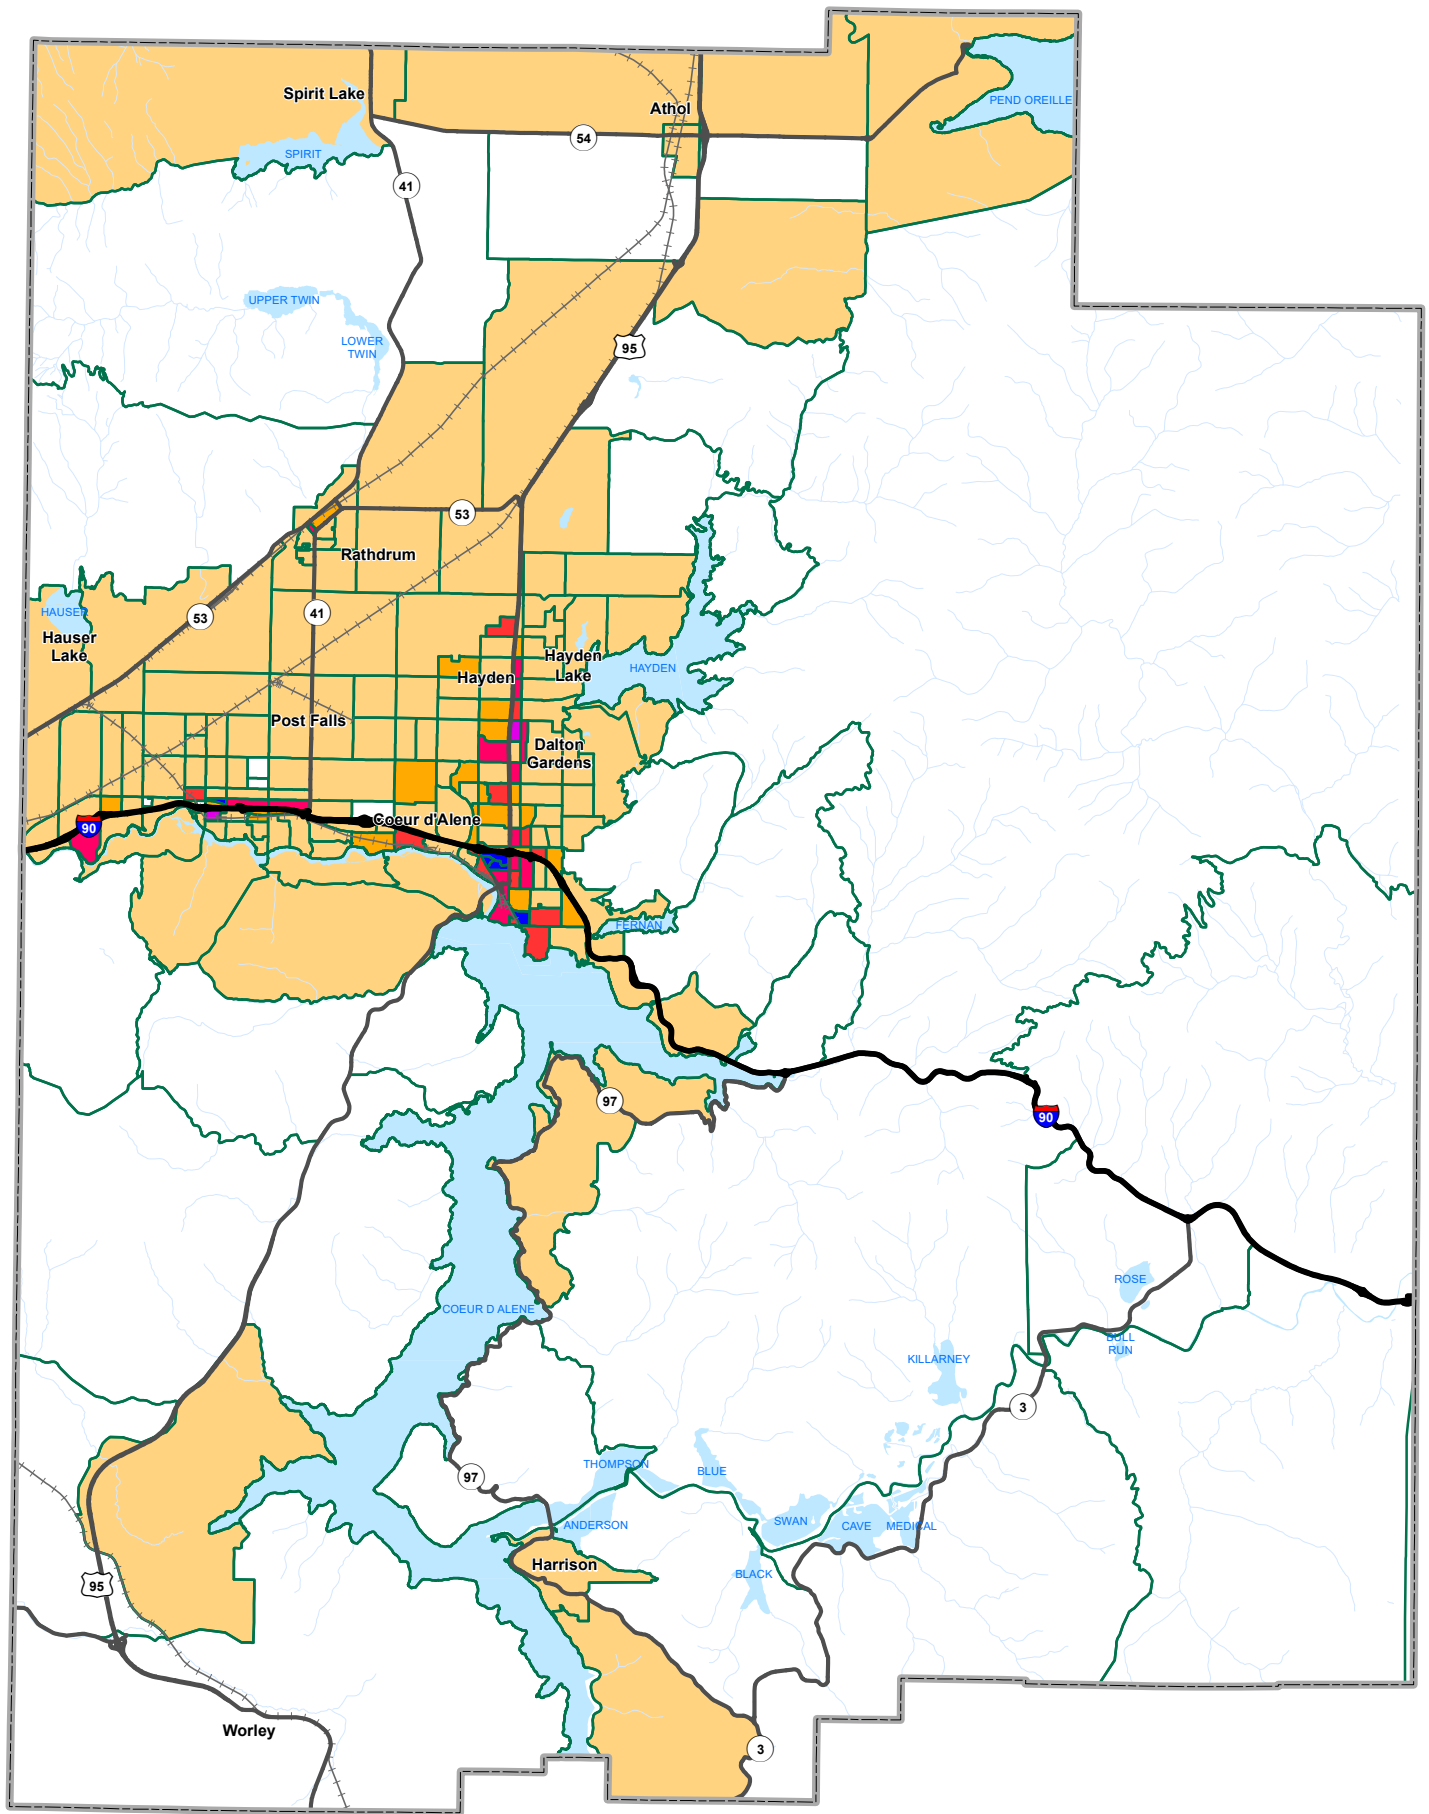 Spirit Lake
PEND OREILLE
Athol
54
SPIRIT
41
UPPER TWIN
LOWER
TWIN
95
53
Rathdrum
HAUSER
53
41
Hauser
Lake
Hayden
Lake
HAYDEN
Hayden
Post Falls
Dalton
Gardens
Coeur d'Alene
90
FERNAN
97
90
ROSE
COEUR D ALENE
BULL
RUN
KILLARNEY
3
THOMPSON
BLUE
97
SWAN
CAVE
MEDICAL
ANDERSON
Harrison
BLACK
95
Worley
3